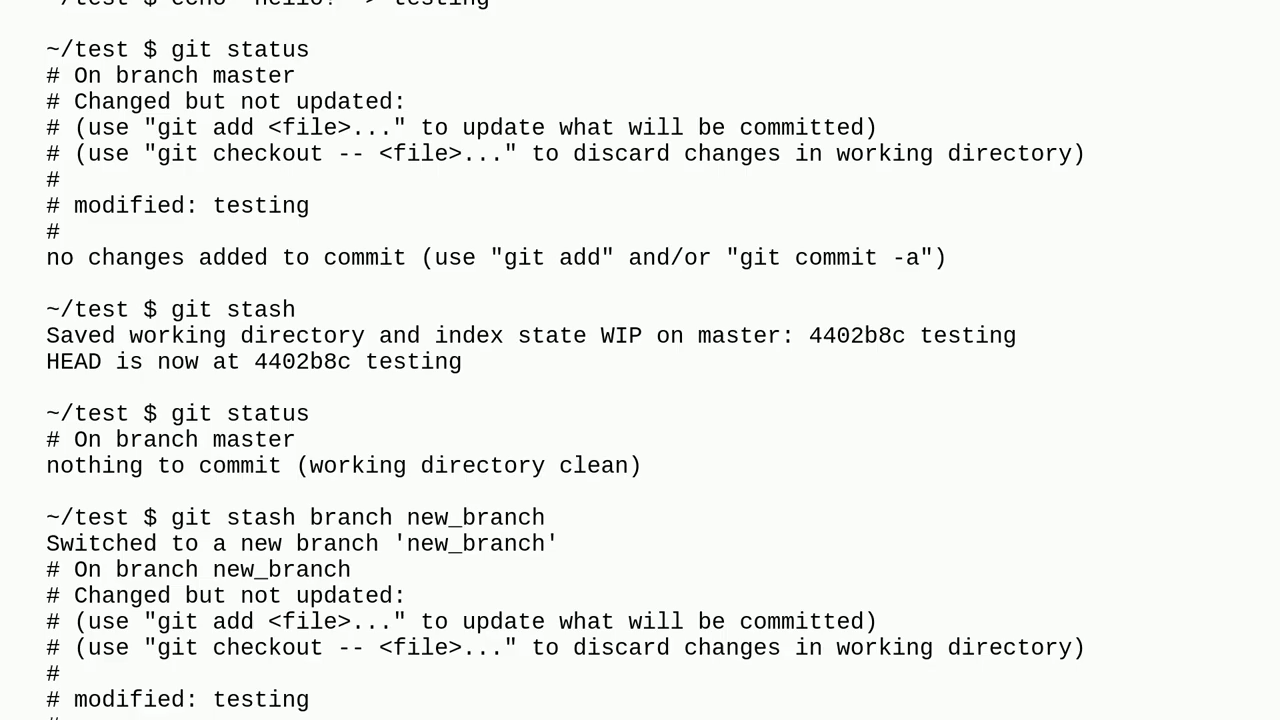 testing
~/test $ git status
# On branch master
# Changed but not updated:
# (use "git add <file>..." to update what will be committed)
# (use "git checkout -- <file>..." to discard changes in working directory)
#
# modified: testing
#
no changes added to commit (use "git add" and/or "git commit -a")
~/test $ git stash
Saved working directory and index state WIP on master: 4402b8c testing
HEAD is now at 4402b8c testing
~/test $ git status
# On branch master
nothing to commit (working directory clean)
~/test $ git stash branch new_branch
Switched to a new branch 'new_branch'
# On branch new_branch
# Changed but not updated:
# (use "git add <file>..." to update what will be committed)
# (use "git checkout -- <file>..." to discard changes in working directory)
#
# modified: testing
#